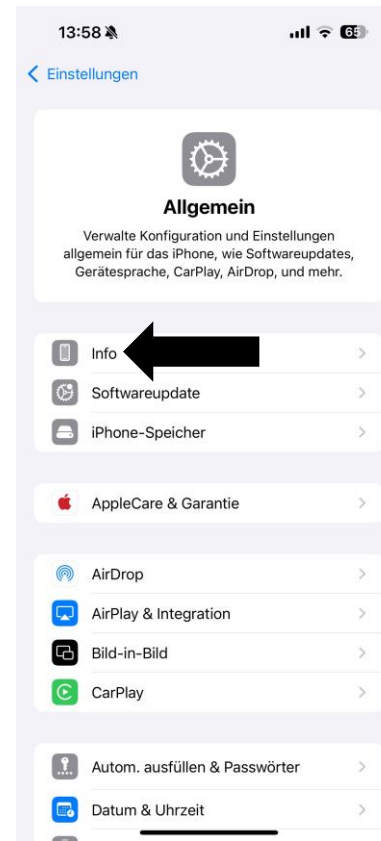 13:58
65
Einstellungen
Allgemein
Verwalte Konfiguration und Einstellungen
allgemein für das iPhone, wie Softwareupdates,
Gerätesprache, CarPlay, AirDrop, und mehr.
Info
Softwareupdate
iPhone-Speicher
AppleCare & Garantie
AirDrop
AirPlay & Integration
Bild-in-Bild
CarPlay
Autom. ausfüllen & Passwörter
Datum & Uhrzeit